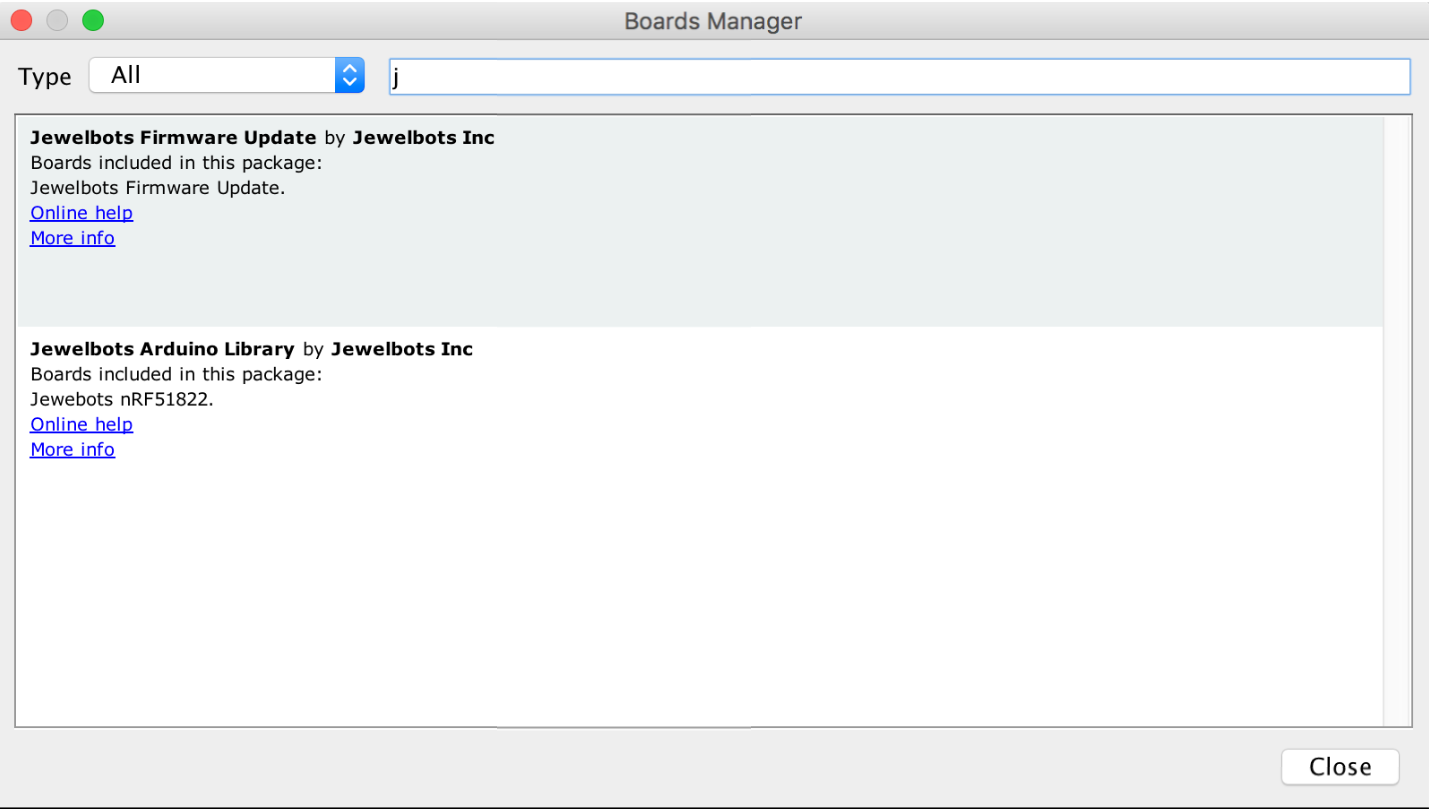 Boards Manager
Type All j
Jewelbots Firmware Update by Jewelbots Inc
Boards included in this package:
Jewelbots Firmware Update.
Online help
More info
Jewelbots Arduino Library by Jewelbots Inc
Boards included in this package:
Jewebots nRF51822.
Online help
More info
Close